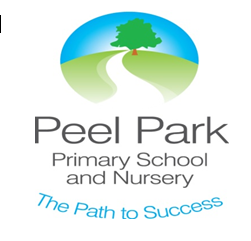 Peel Park
Primary School
and Nursery
The Path to Success